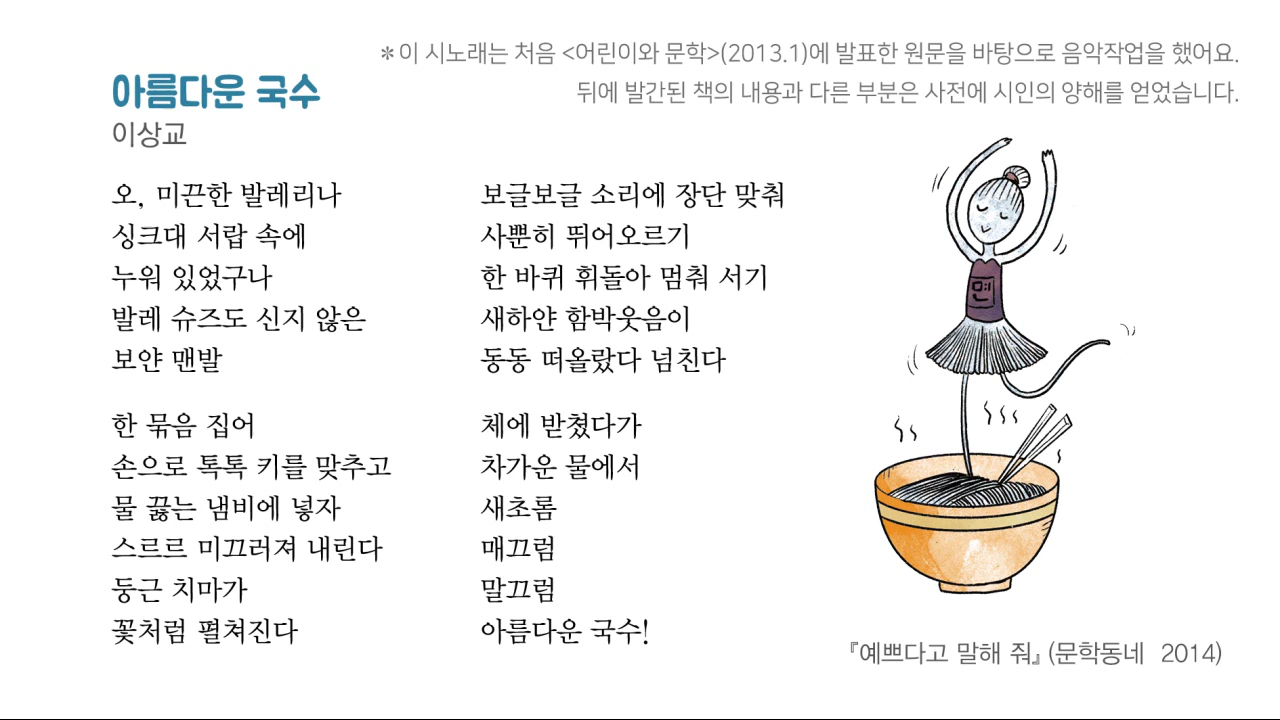 *이 시노래는 처음 <어린이와 문학>(2013.1)에 발표한 원문을 바탕으로 음악작업을 했어요.
뒤에 발간된 책의 내용과 다른 부분은 사전에 시인의 양해를 얻었습니다.
아름다운 국수
이상교
오, 미끈한 발레리나
싱크대 서랍 속에
누워 있었구나
발레 슈즈도 신지 않은
보얀 맨발
한 묶음 집어
손으로 톡톡 키를 맞추고
물 끓는 냄비에 넣자
스르르 미끄러져 내린다
둥근 치마가
꽃처럼 펼쳐진다
보글보글 소리에 장단 맞춰
사뿐히 뛰어오르기
한 바퀴 휘돌아 멈춰 서기
새하얀 함박웃음이
동동 떠올랐다 넘친다
체에 받쳤다가
차가운 물에서
새초롬
매끄럼
말끄럼
아름다운 국수!
면
『예쁘다고 말해 줘』(문학동네 2014)